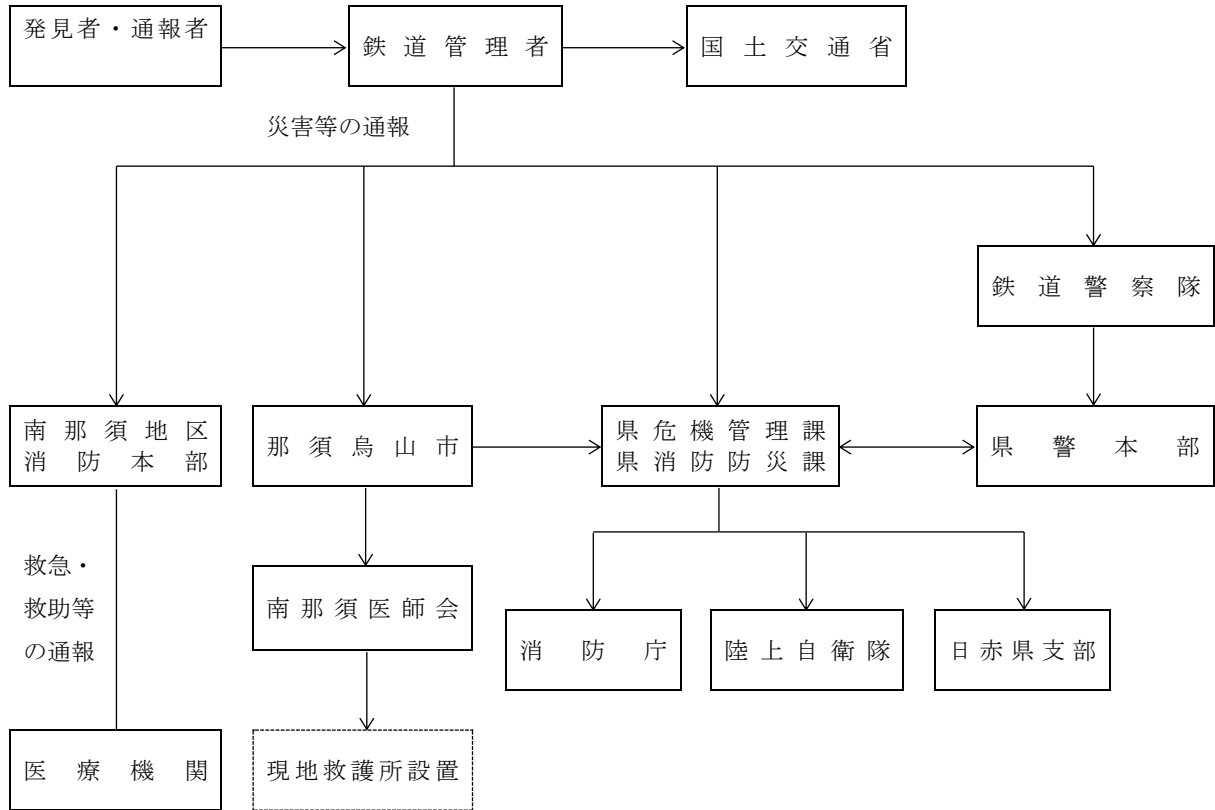 発見者・通報者
鉄道管理者
国土交通省
災害等の通報
鉄道警察隊
南那須地区
消防本部
那須烏山市
県危機管理課
県消防防災課
県警本部
救急・
救助等
の通報
南那須医師会
消防庁
陸上自衛隊
日赤県支部
医療機関
現地救護所設置